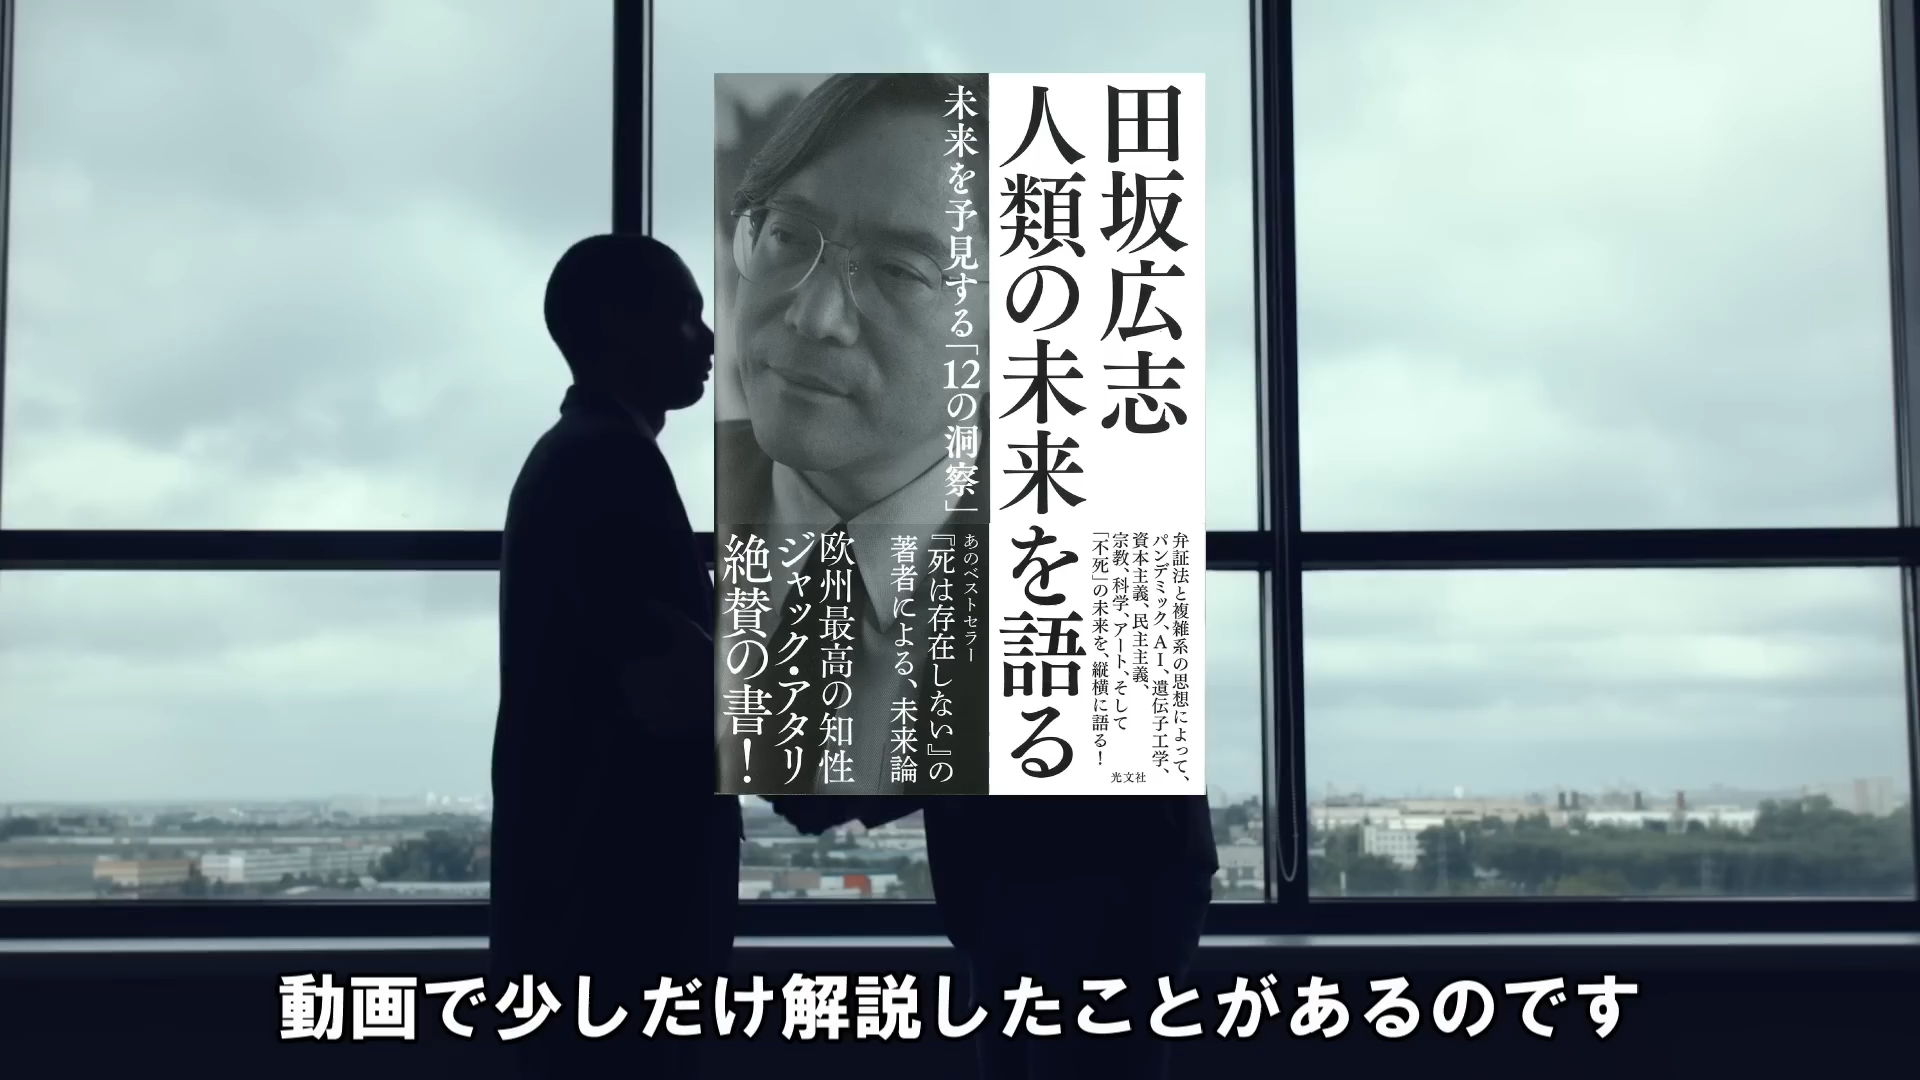 田坂広志
人類の未来を語る
弁証法と複雑系の思想によって、
パンデミック、AI、遺伝子工学、
資本主義、民主主義、
宗教、科学、アート、そして
「不死」の未来を、縦横に語る!
光文社
未来を予見する「12の洞察」
あのベストセラー
『死は存在しない』の
著者による、未来論
欧州最高の知性
ジャック・アタリ
絶賛の書!
動画で少しだけ解説したことがあるのです